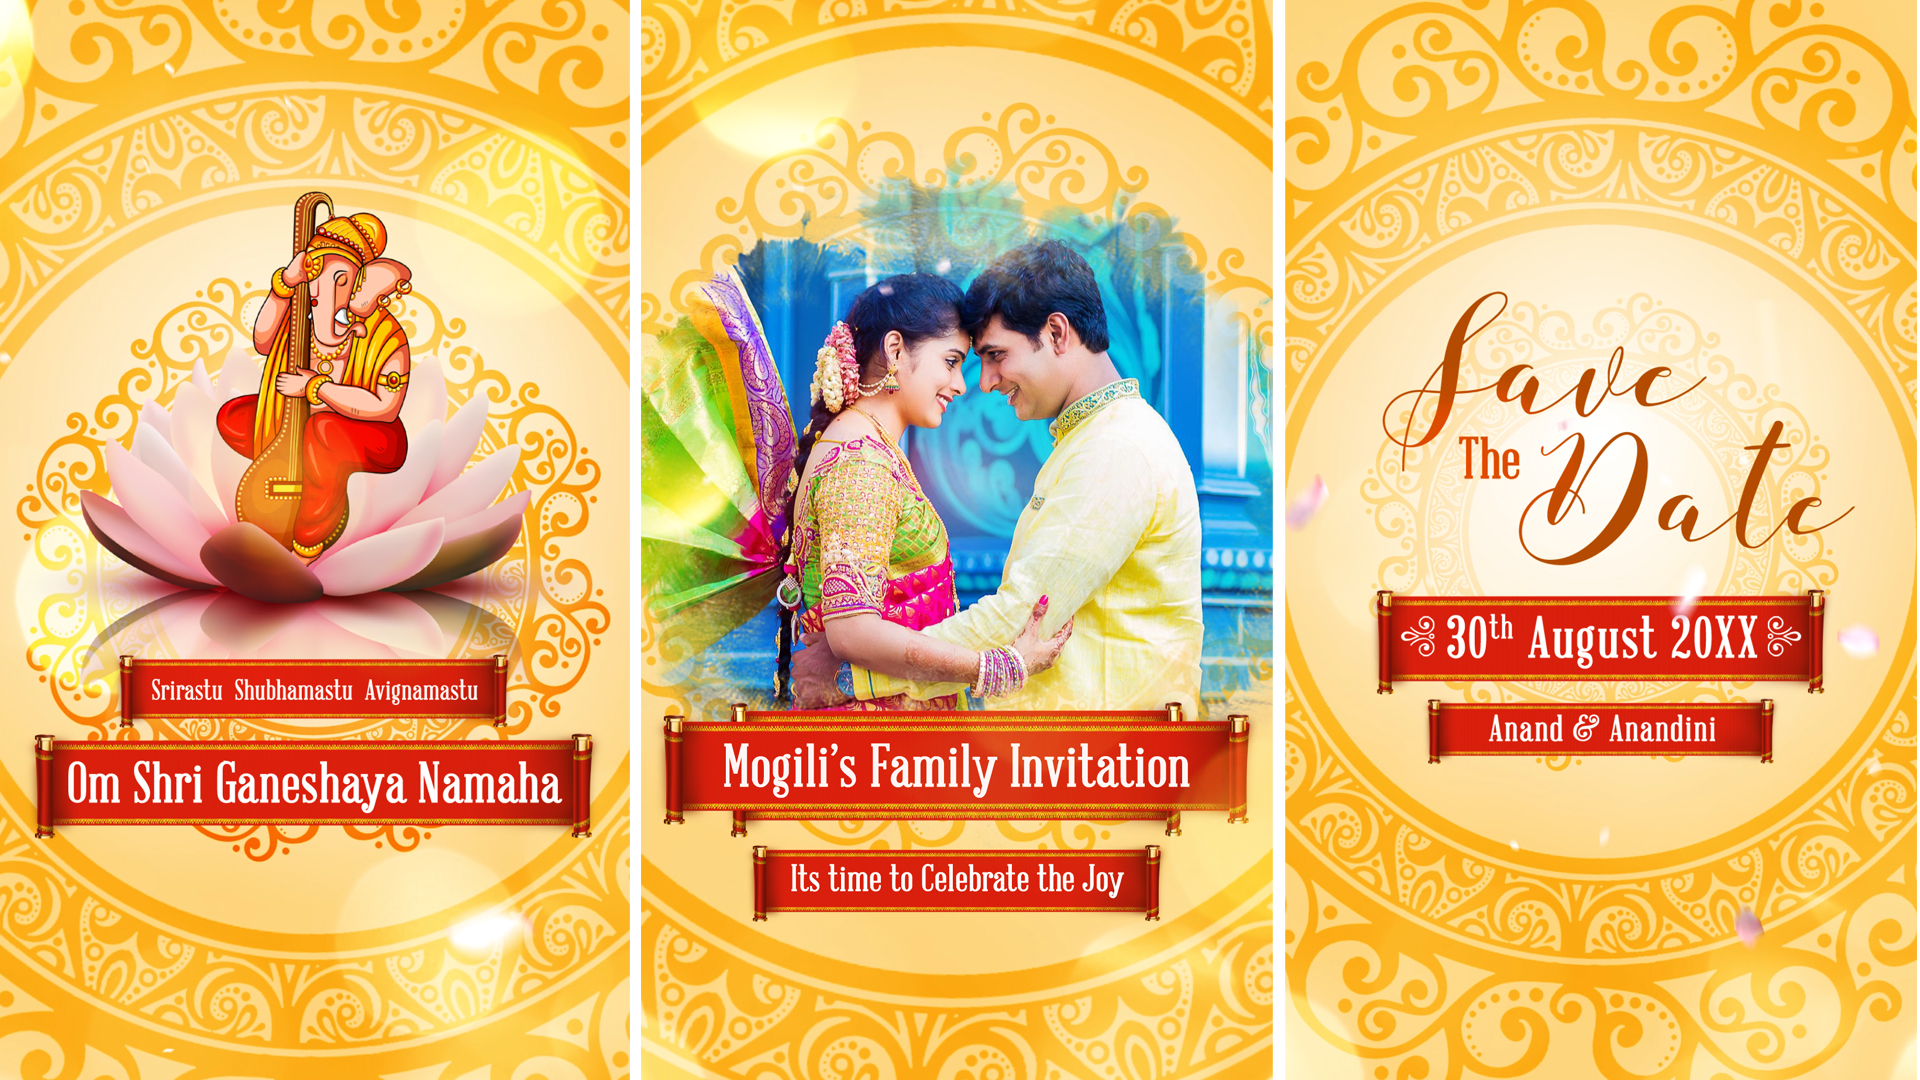 Srirastu Shubhamastu Avignamastu
Om Shri Ganeshaya Namaha
Mogili's Family Invitation
Its time to Celebrate the Joy
Save
The Date
30th August 20XX
Anand & Anandini